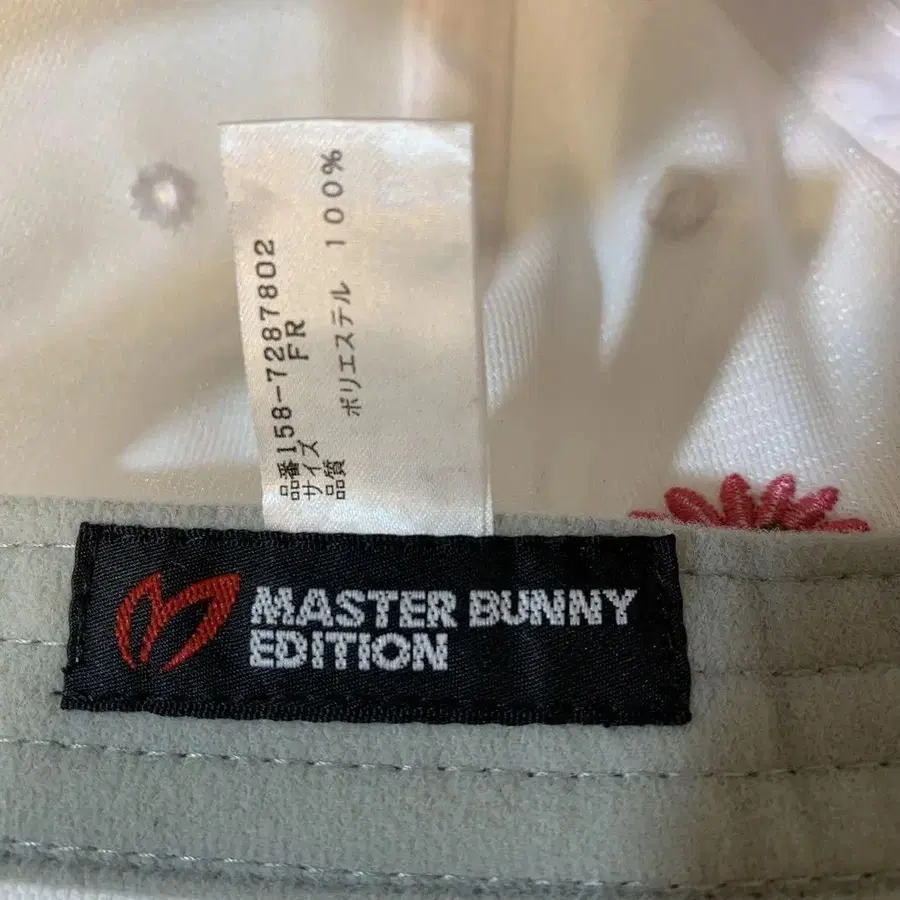 品番158-7287802
サイズ FR
品質
ポリエステル 100%
MASTER BUNNY
EDITION